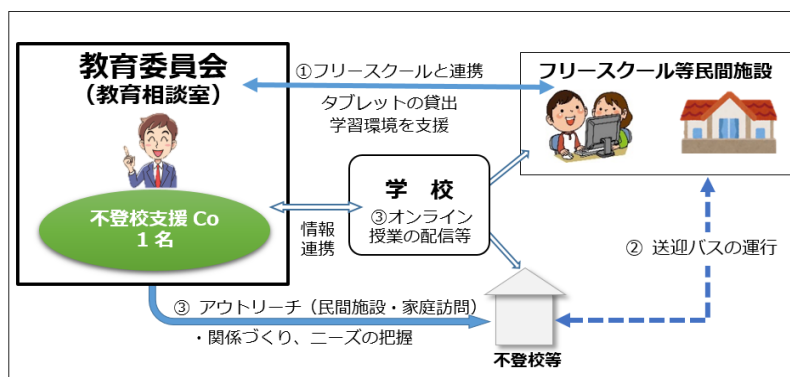 教育委員会
（教育相談室）
不登校支援 Co
1 名
①フリースクールと連携
タブレットの貸出
学習環境を支援
フリースクール等民間施設
学　校
③オンライン
授業の配信等
情報
連携
② 送迎バスの運行
③ アウトリーチ（民間施設・家庭訪問）
・関係づくり、ニーズの把握
不登校等